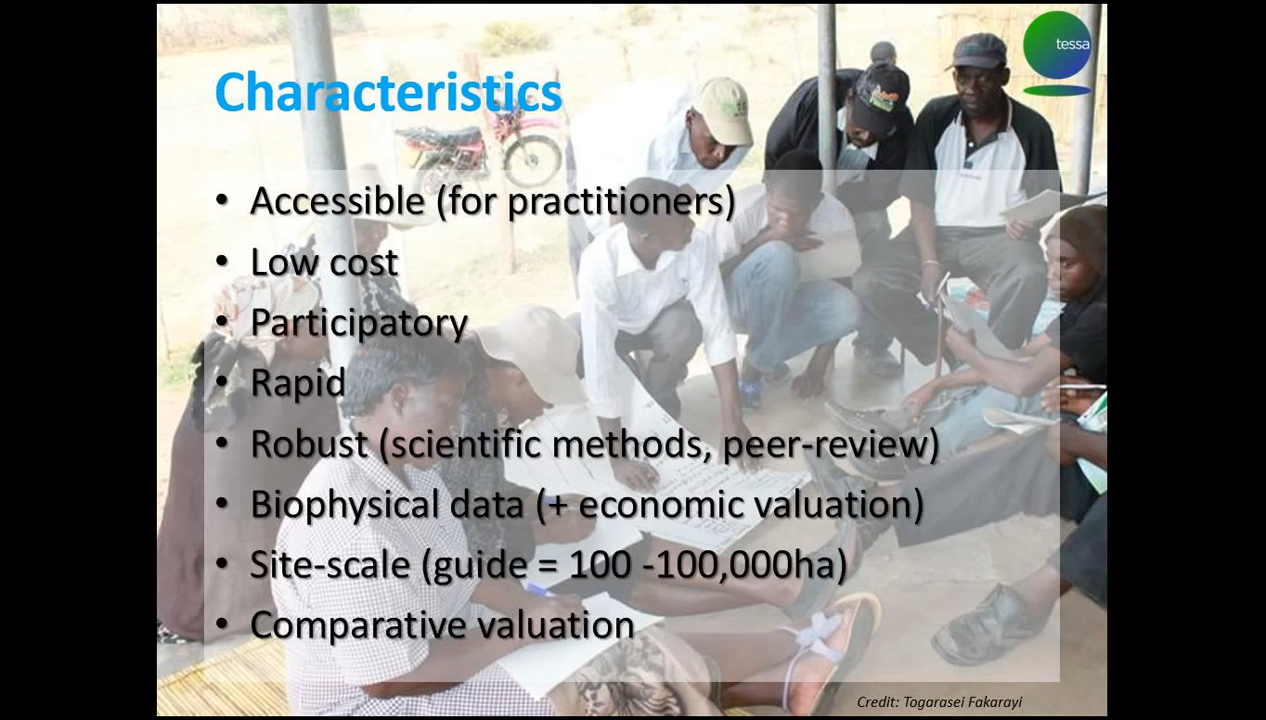 tessa
Characteristics
• Accessible (for practitioners)
• Low cost
• Participatory
• Rapid
• Robust (scientific methods, peer-review)
• Biophysical data (+ economic valuation)
• Site-scale (guide = 100 -100,000ha)
• Comparative valuation
Credit: Togarasei Fakarayi